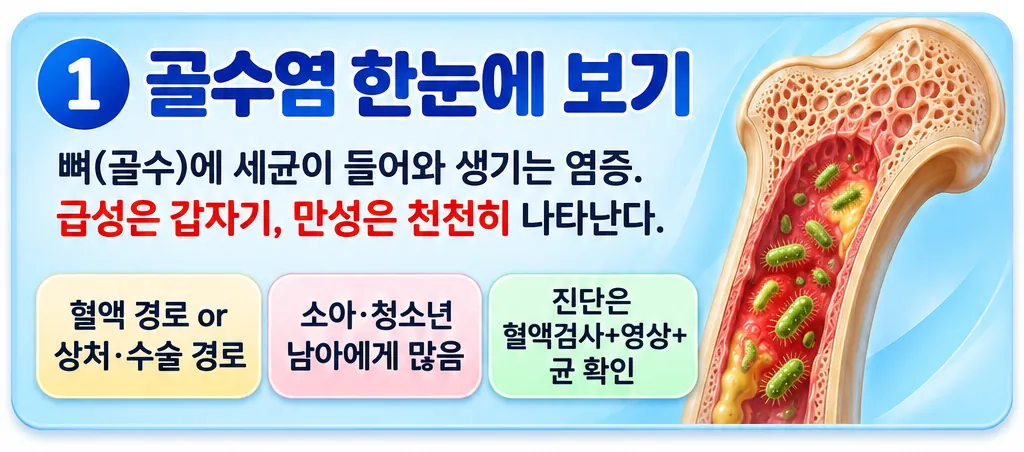 1 골수염 한눈에 보기
뼈(골수)에 세균이 들어와 생기는 염증.
급성은 갑자기, 만성은 천천히 나타난다.
혈액 경로 or
상처·수술 경로
소아·청소년
남아에게 많음
진단은
혈액검사+영상+
균 확인